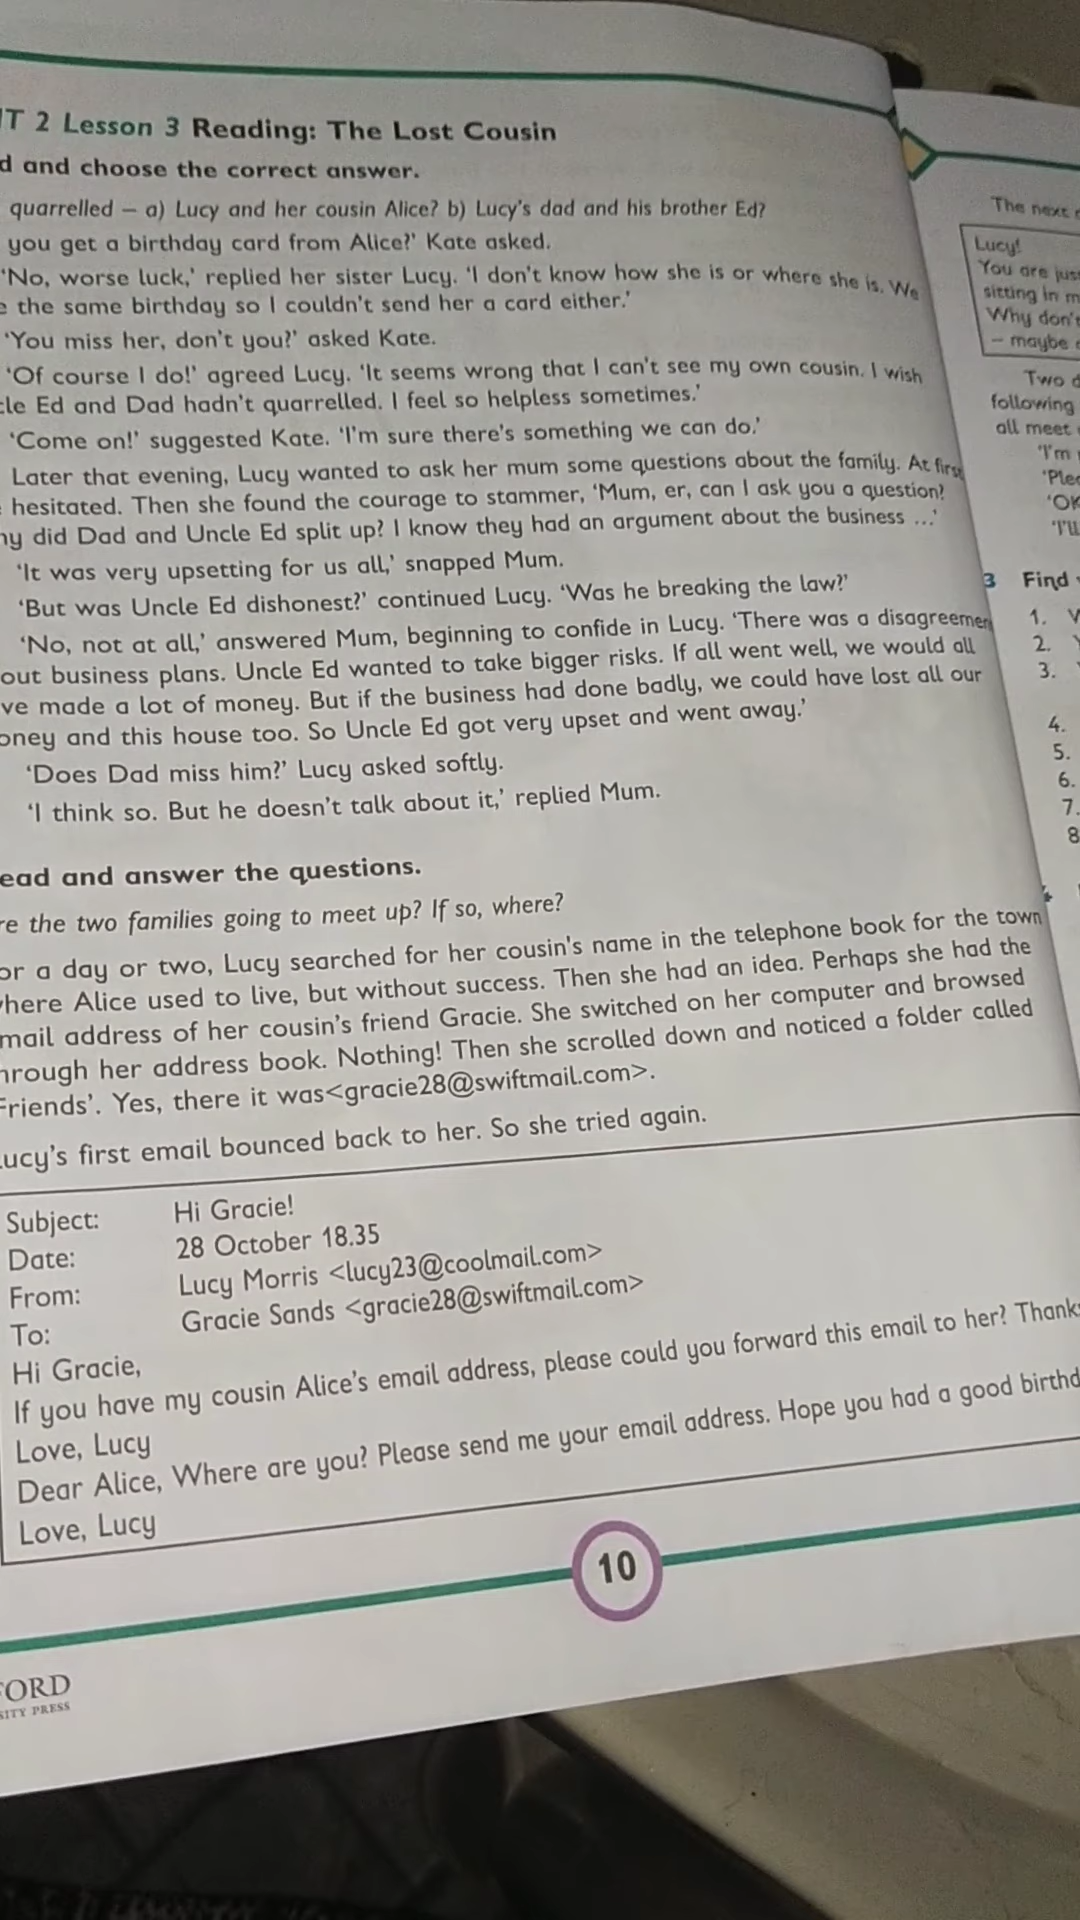 IT 2 Lesson 3 Reading: The Lost Cousin
d and choose the correct answer.
quarrelled – a) Lucy and her cousin Alice? b) Lucy's dad and his brother Ed?
you get a birthday card from Alice?' Kate asked.
'No, worse luck,' replied her sister Lucy. 'I don't know how she is or where she is. We
e the same birthday so I couldn't send her a card either.'
'You miss her, don't you?' asked Kate.
'Of course I do!' agreed Lucy. 'It seems wrong that I can't see my own cousin. I wish
cle Ed and Dad hadn't quarrelled. I feel so helpless sometimes.'
'Come on!' suggested Kate. 'I'm sure there's something we can do.'
Later that evening, Lucy wanted to ask her mum some questions about the family. At first
hesitated. Then she found the courage to stammer, 'Mum, er, can I ask you a question?
hy did Dad and Uncle Ed split up? I know they had an argument about the business ...'
'It was very upsetting for us all,' snapped Mum.
'But was Uncle Ed dishonest?' continued Lucy. 'Was he breaking the law?'
'No, not at all,' answered Mum, beginning to confide in Lucy. 'There was a disagreemen
out business plans. Uncle Ed wanted to take bigger risks. If all went well, we would all
ve made a lot of money. But if the business had done badly, we could have lost all our
oney and this house too. So Uncle Ed got very upset and went away.'
'Does Dad miss him?' Lucy asked softly.
'I think so. But he doesn't talk about it,' replied Mum.
ead and answer the questions.
re the two families going to meet up? If so, where?
or a day or two, Lucy searched for her cousin's name in the telephone book for the town
where Alice used to live, but without success. Then she had an idea. Perhaps she had the
mail address of her cousin's friend Gracie. She switched on her computer and browsed
hrough her address book. Nothing! Then she scrolled down and noticed a folder called
Friends'. Yes, there it was<gracie28@swiftmail.com>.
Lucy's first email bounced back to her. So she tried again.
Subject: Hi Gracie!
Date: 28 October 18.35
From: Lucy Morris <lucy23@coolmail.com>
To: Gracie Sands <gracie28@swiftmail.com>
Hi Gracie,
If you have my cousin Alice's email address, please could you forward this email to her? Thanks
Love, Lucy
Dear Alice, Where are you? Please send me your email address. Hope you had a good birthd
Love, Lucy
10
FORD
SITY PRESS
The next
Lucy!
You are jus
sitting in m
Why don't
– maybe
Two d
following
all meet
'I'm
'Plea
'OK
'I'll
3 Find
1.
2.
3.
4.
5.
6.
7.
8